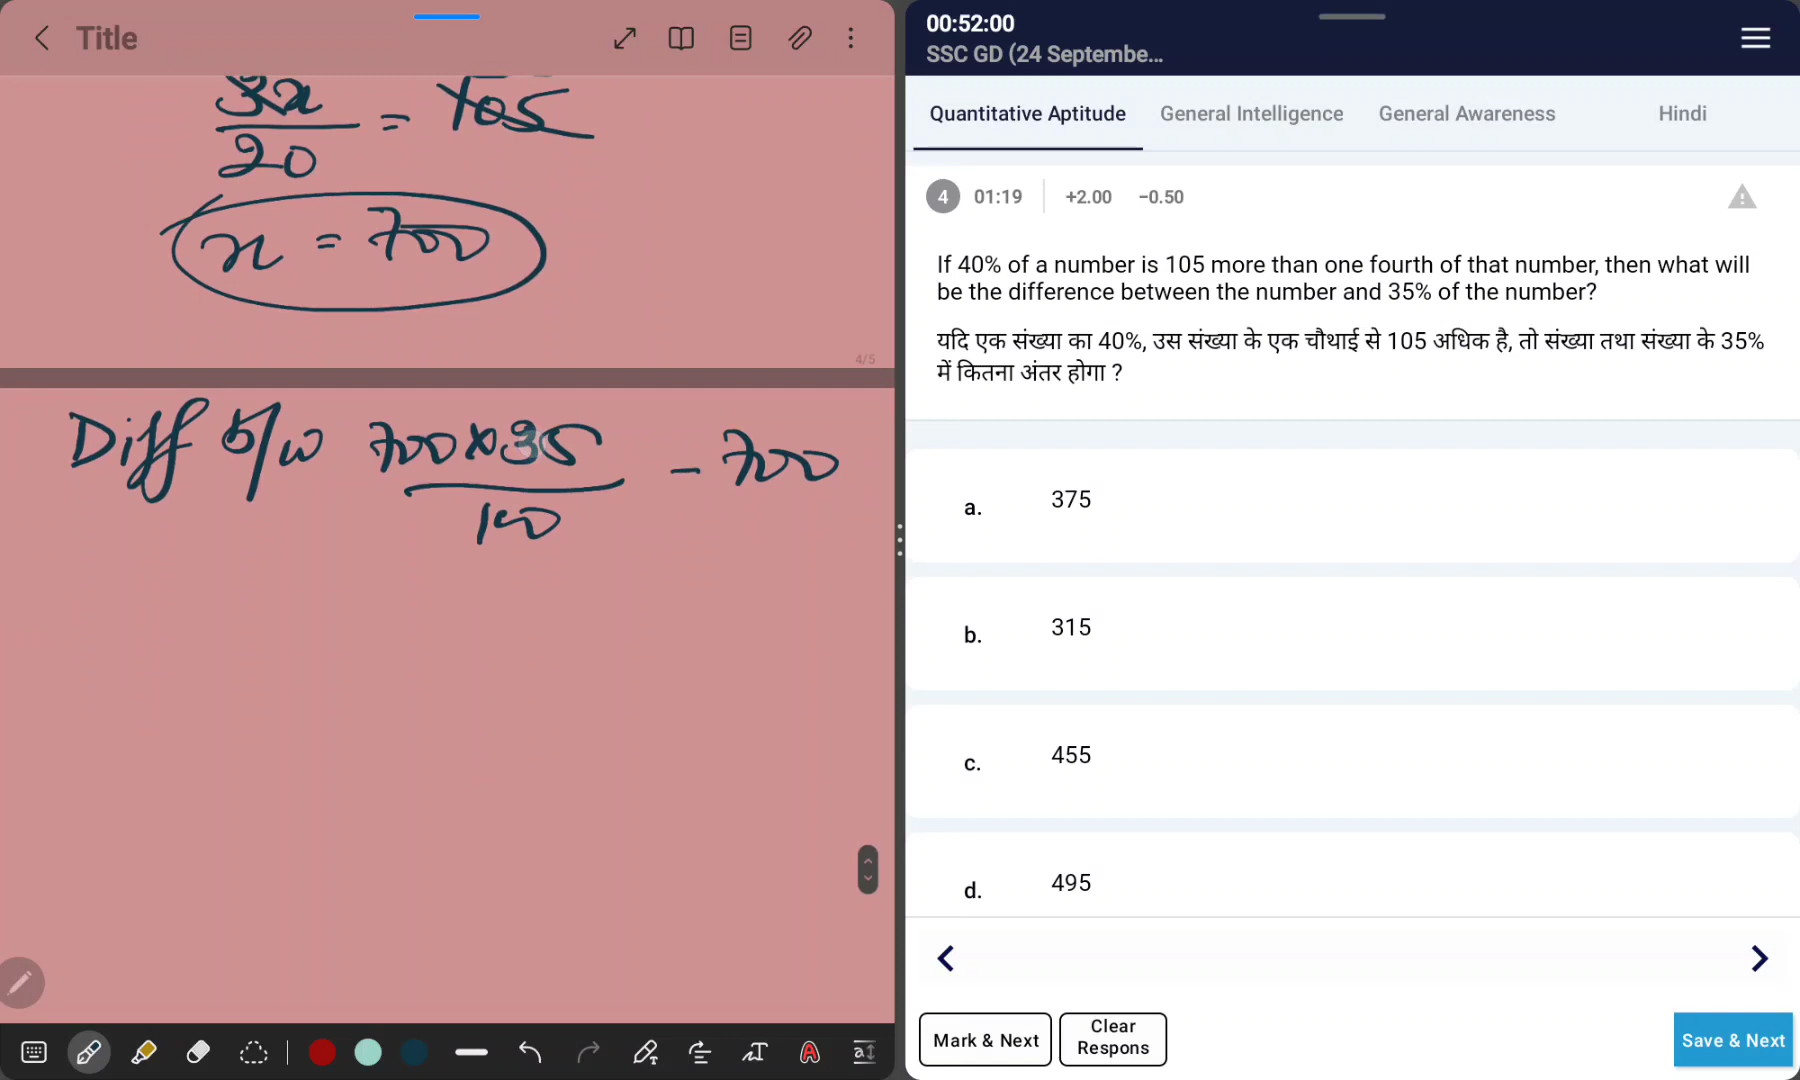 Title
3x/20 = 105
x = 700
4/5
Diff b/w 700×35/100 - 700
00:52:00
SSC GD (24 Septembe...
Quantitative Aptitude General Intelligence General Awareness Hindi
4 01:19 +2.00 −0.50
If 40% of a number is 105 more than one fourth of that number, then what will
be the difference between the number and 35% of the number?
यदि एक संख्या का 40%, उस संख्या के एक चौथाई से 105 अधिक है, तो संख्या तथा संख्या के 35%
में कितना अंतर होगा ?
a. 375
b. 315
c. 455
d. 495
Mark & Next
Clear
Respons
Save & Next